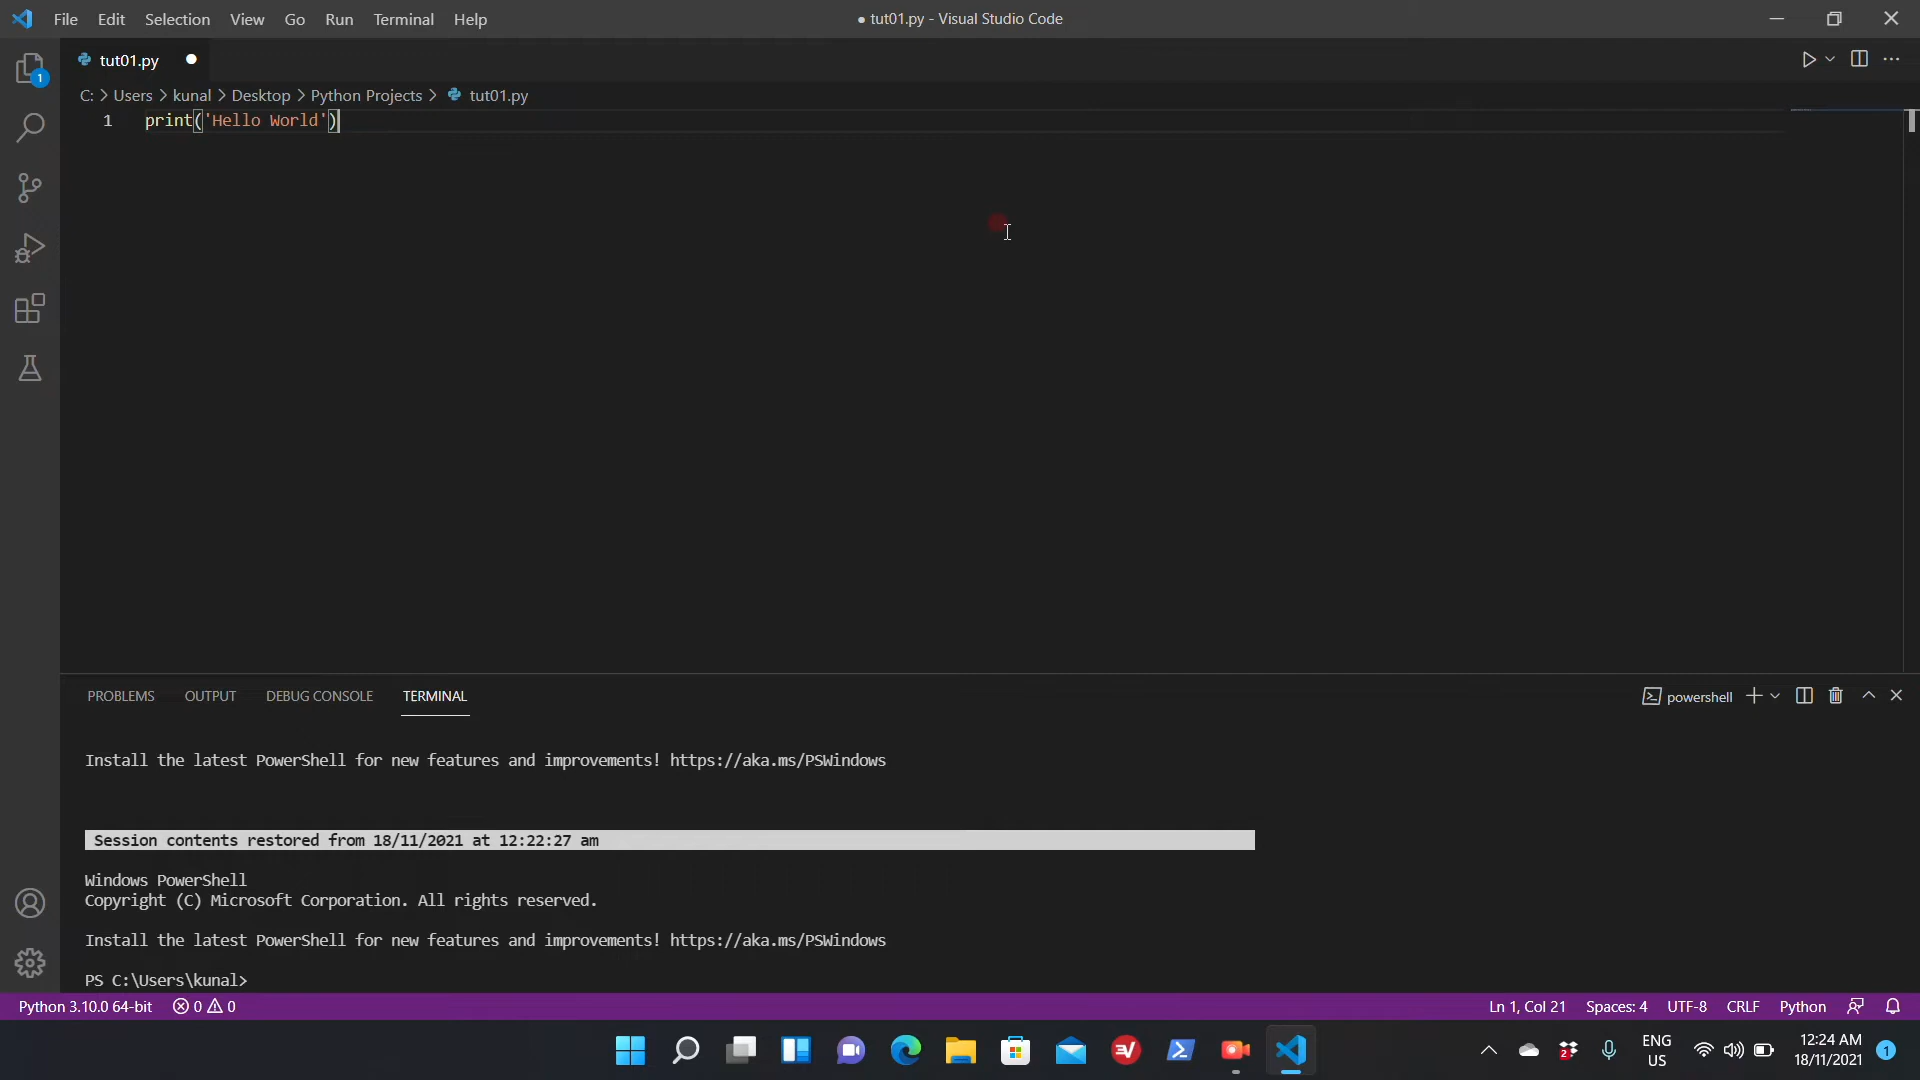 File Edit Selection View Go Run Terminal Help ● tut01.py - Visual Studio Code
1 tut01.py ●
C: > Users > kunal > Desktop > Python Projects > tut01.py
1 print('Hello World')
PROBLEMS OUTPUT DEBUG CONSOLE TERMINAL powershell
Install the latest PowerShell for new features and improvements! https://aka.ms/PSWindows
Session contents restored from 18/11/2021 at 12:22:27 am
Windows PowerShell
Copyright (C) Microsoft Corporation. All rights reserved.
Install the latest PowerShell for new features and improvements! https://aka.ms/PSWindows
PS C:\Users\kunal>
Python 3.10.0 64-bit 0 0 Ln 1, Col 21 Spaces: 4 UTF-8 CRLF Python
2 ENG 12:24 AM
US 18/11/2021 1